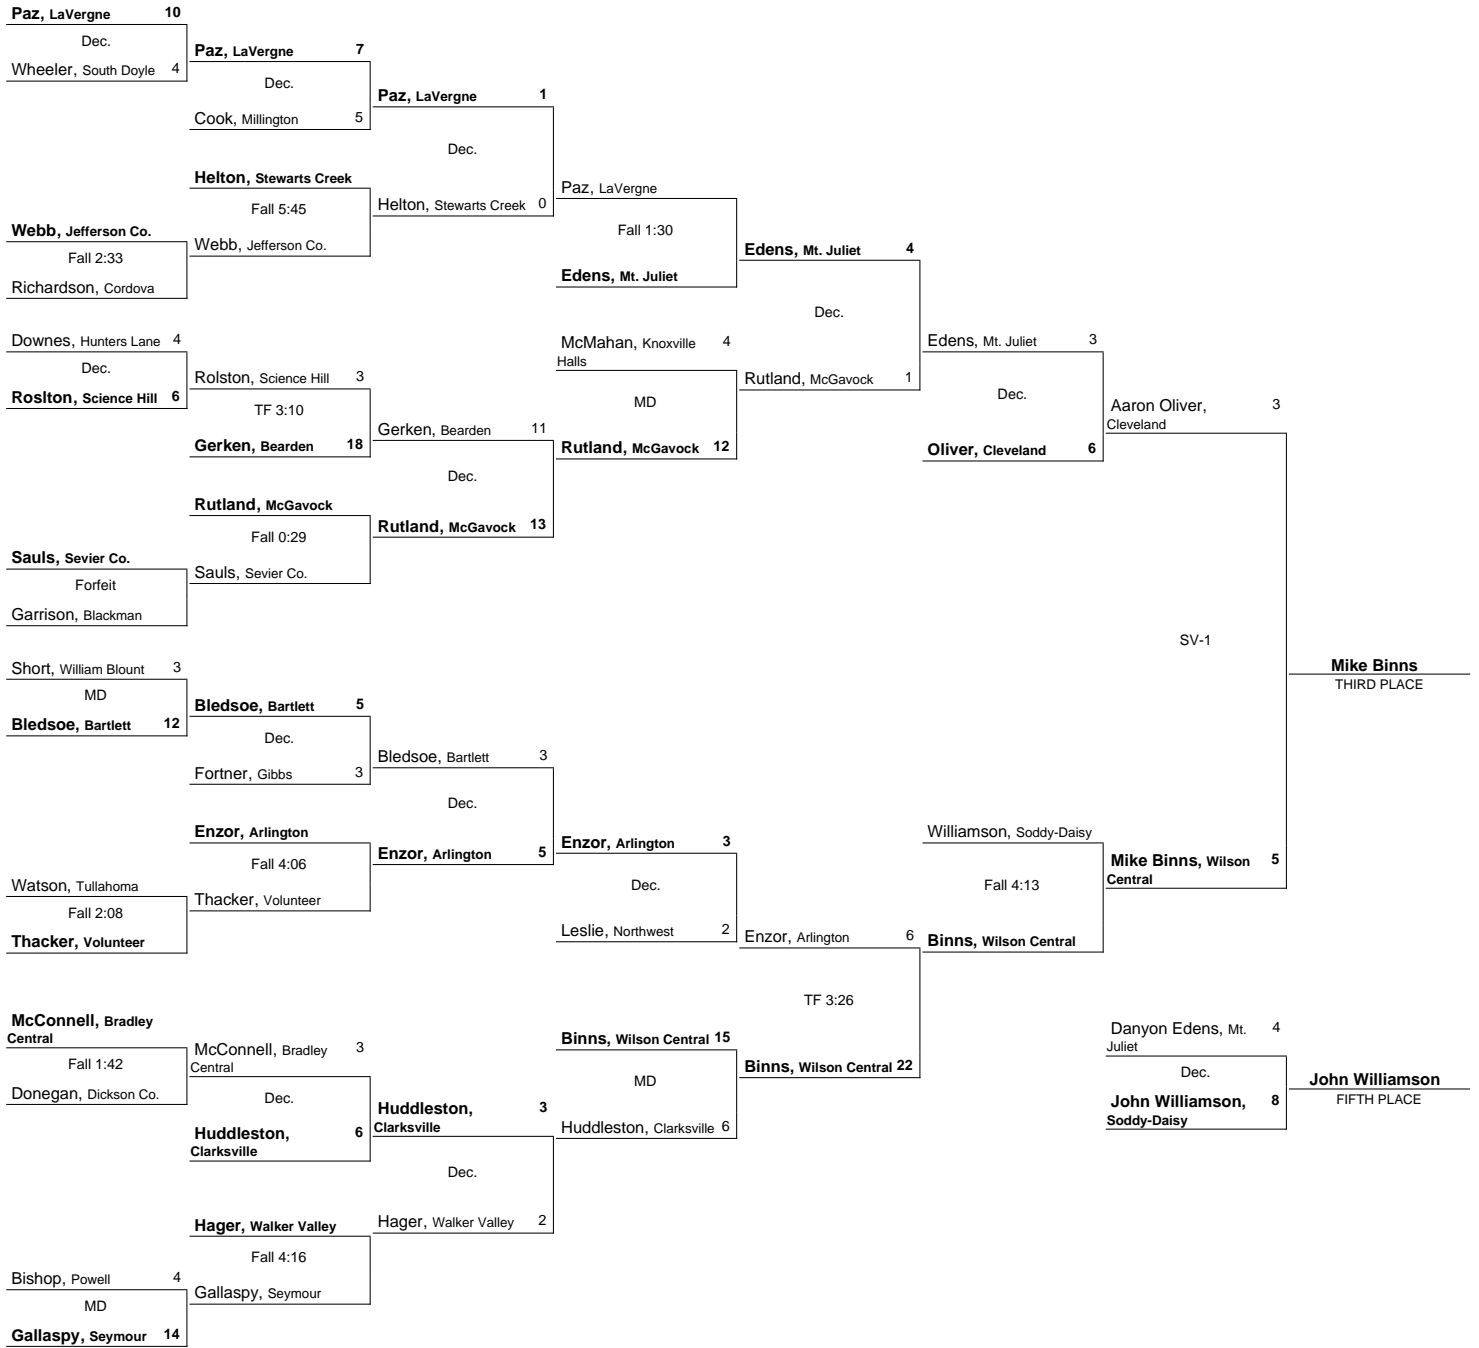 Paz, LaVergne 10
Dec.
Wheeler, South Doyle 4
Webb, Jefferson Co.
Fall 2:33
Richardson, Cordova
Downes, Hunters Lane 4
Dec.
Roslton, Science Hill 6
Sauls, Sevier Co.
Forfeit
Garrison, Blackman
Short, William Blount 3
MD
Bledsoe, Bartlett 12
Watson, Tullahoma
Fall 2:08
Thacker, Volunteer
McConnell, Bradley
Central
Fall 1:42
Donegan, Dickson Co.
Bishop, Powell 4
MD
Gallaspy, Seymour 14
Paz, LaVergne 7
Dec.
Cook, Millington 5
Helton, Stewarts Creek
Fall 5:45
Webb, Jefferson Co.
Rolston, Science Hill 3
TF 3:10
Gerken, Bearden 18
Rutland, McGavock
Fall 0:29
Sauls, Sevier Co.
Bledsoe, Bartlett 5
Dec.
Fortner, Gibbs 3
Enzor, Arlington
Fall 4:06
Thacker, Volunteer
McConnell, Bradley 3
Central
Dec.
Huddleston, 6
Clarksville
Hager, Walker Valley
Fall 4:16
Gallaspy, Seymour
Paz, LaVergne 1
Dec.
Helton, Stewarts Creek 0
Gerken, Bearden 11
Dec.
Rutland, McGavock 13
Bledsoe, Bartlett 3
Dec.
Enzor, Arlington 5
Huddleston, 3
Clarksville
Dec.
Hager, Walker Valley 2
Paz, LaVergne
Fall 1:30
Edens, Mt. Juliet
McMahan, Knoxville 4
Halls
MD
Rutland, McGavock 12
Enzor, Arlington 3
Dec.
Leslie, Northwest 2
Binns, Wilson Central 15
MD
Huddleston, Clarksville 6
Edens, Mt. Juliet 4
Dec.
Rutland, McGavock 1
Enzor, Arlington 6
TF 3:26
Binns, Wilson Central 22
Edens, Mt. Juliet 3
Dec.
Oliver, Cleveland 6
Williamson, Soddy-Daisy
Fall 4:13
Binns, Wilson Central
Aaron Oliver, 3
Cleveland
SV-1
Mike Binns, Wilson 5
Central
Danyon Edens, Mt. 4
Juliet
Dec.
John Williamson, 8
Soddy-Daisy
Mike Binns
THIRD PLACE
John Williamson
FIFTH PLACE